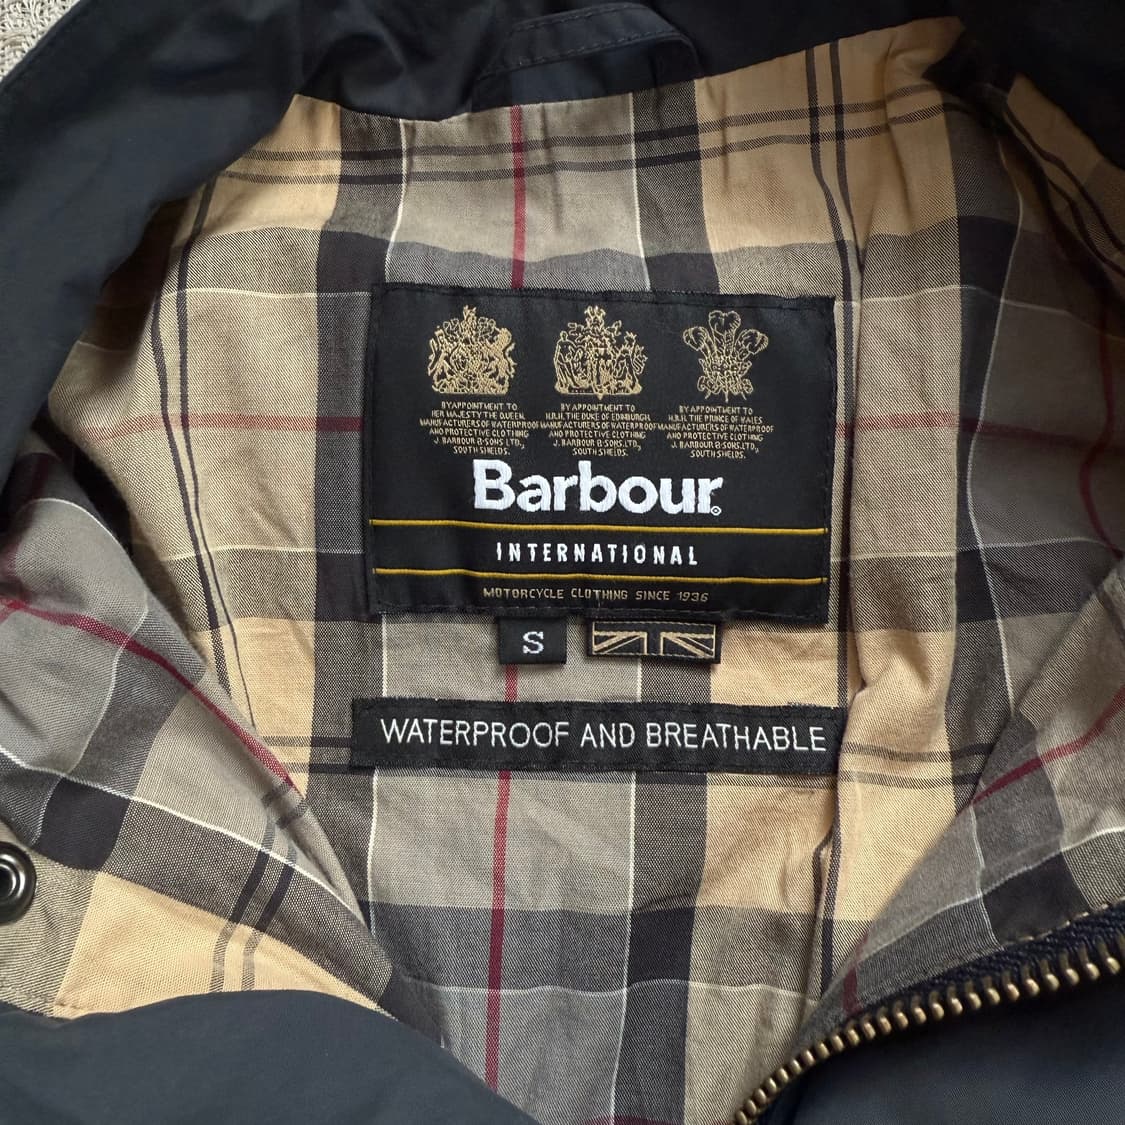 BY APPOINTMENT TO
HER MAJESTY THE QUEEN
MANUFACTURERS OF WATERPROOF
AND PROTECTIVE CLOTHING
J. BARBOUR & SONS LTD.,
SOUTH SHIELDS.
BY APPOINTMENT TO
H.R.H. THE DUKE OF EDINBURGH
MANUFACTURERS OF WATERPROOF
AND PROTECTIVE CLOTHING
J. BARBOUR & SONS LTD.,
SOUTH SHIELDS.
BY APPOINTMENT TO
H.R.H. THE PRINCE OF WALES
MANUFACTURERS OF WATERPROOF
AND PROTECTIVE CLOTHING
J. BARBOUR & SONS LTD.,
SOUTH SHIELDS.
Barbour®
INTERNATIONAL
MOTORCYCLE CLOTHING SINCE 1936
S
WATERPROOF AND BREATHABLE